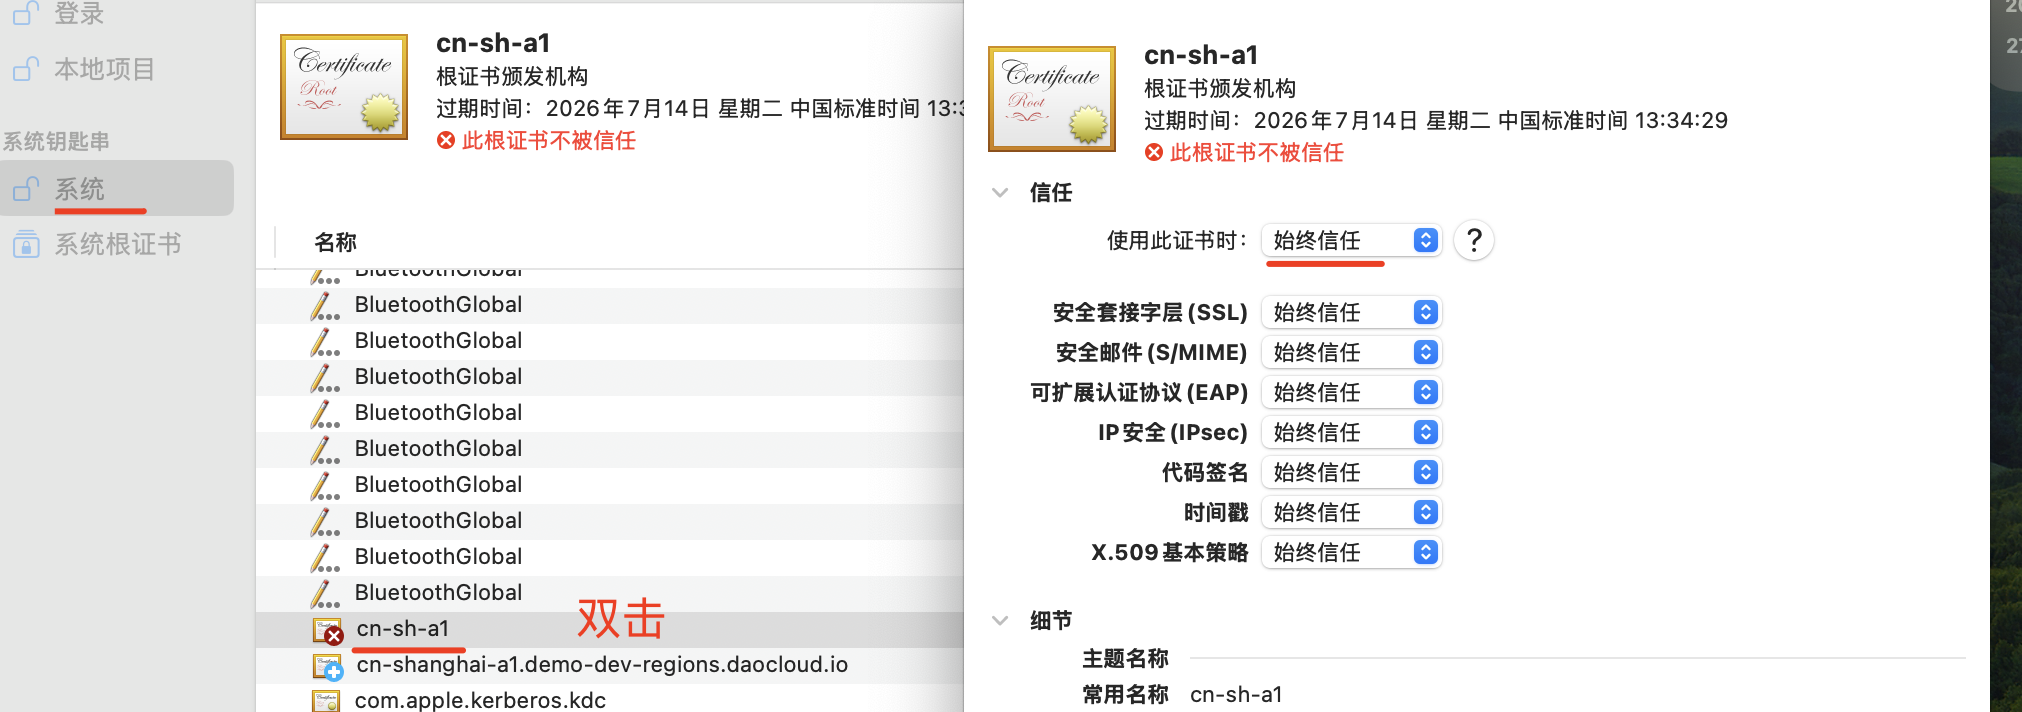 登录
本地项目
系统钥匙串
系统
系统根证书
Certificate
Root
cn-sh-a1
根证书颁发机构
过期时间：2026年7月14日 星期二 中国标准时间 13:3
此根证书不被信任
名称
BluetoothGlobal
BluetoothGlobal
BluetoothGlobal
BluetoothGlobal
BluetoothGlobal
BluetoothGlobal
BluetoothGlobal
BluetoothGlobal
BluetoothGlobal
BluetoothGlobal
cn-sh-a1
双击
cn-shanghai-a1.demo-dev-regions.daocloud.io
com.apple.kerberos.kdc
Certificate
Root
cn-sh-a1
根证书颁发机构
过期时间：2026年7月14日 星期二 中国标准时间 13:34:29
此根证书不被信任
信任
使用此证书时： 始终信任 ?
安全套接字层 (SSL) 始终信任
安全邮件 (S/MIME) 始终信任
可扩展认证协议 (EAP) 始终信任
IP 安全 (IPsec) 始终信任
代码签名 始终信任
时间戳 始终信任
X.509 基本策略 始终信任
细节
主题名称
常用名称 cn-sh-a1
27